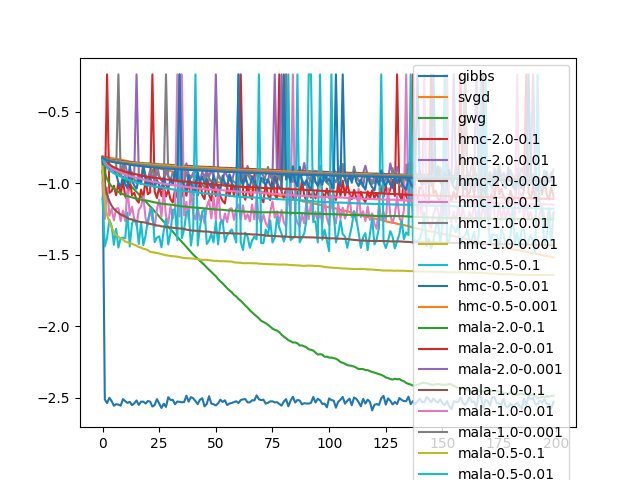 −0.5
−1.0
−1.5
−2.0
−2.5
0
25
50
75
100
125
150
175
200
gibbs
svgd
gwg
hmc-2.0-0.1
hmc-2.0-0.01
hmc-2.0-0.001
hmc-1.0-0.1
hmc-1.0-0.01
hmc-1.0-0.001
hmc-0.5-0.1
hmc-0.5-0.01
hmc-0.5-0.001
mala-2.0-0.1
mala-2.0-0.01
mala-2.0-0.001
mala-1.0-0.1
mala-1.0-0.01
mala-1.0-0.001
mala-0.5-0.1
mala-0.5-0.01